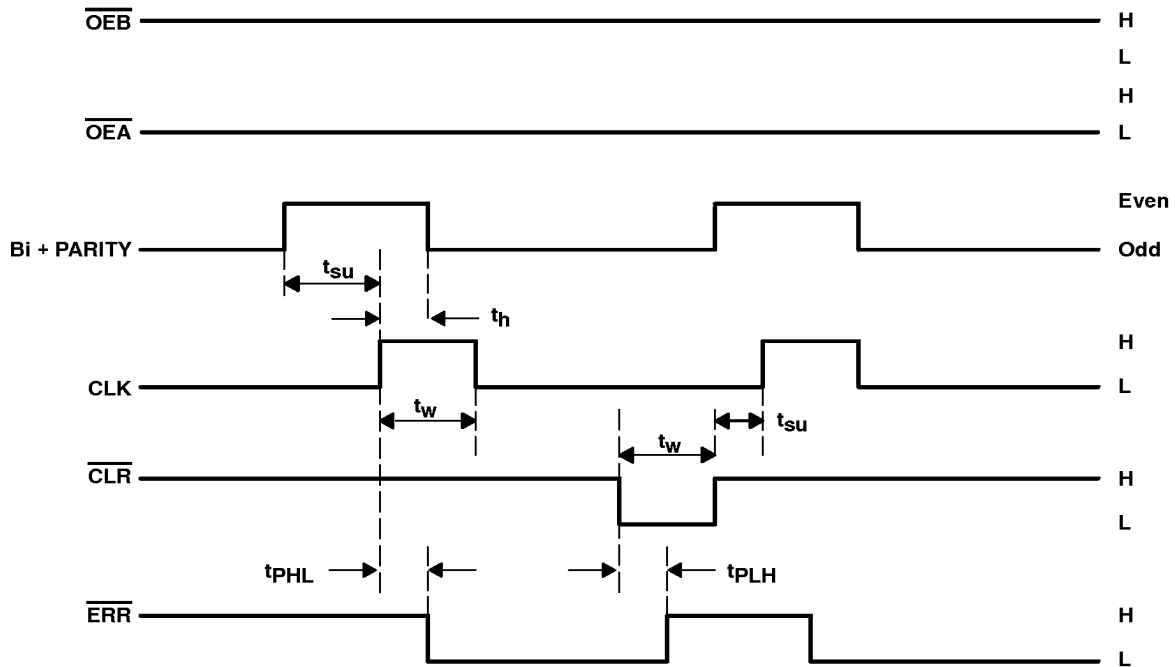 OEB H
L
H
OEA L
Even
Bi + PARITY Odd
tsu
th
H
CLK L
tw
tsu
tw
CLR H
L
tPHL tPLH
ERR H
L